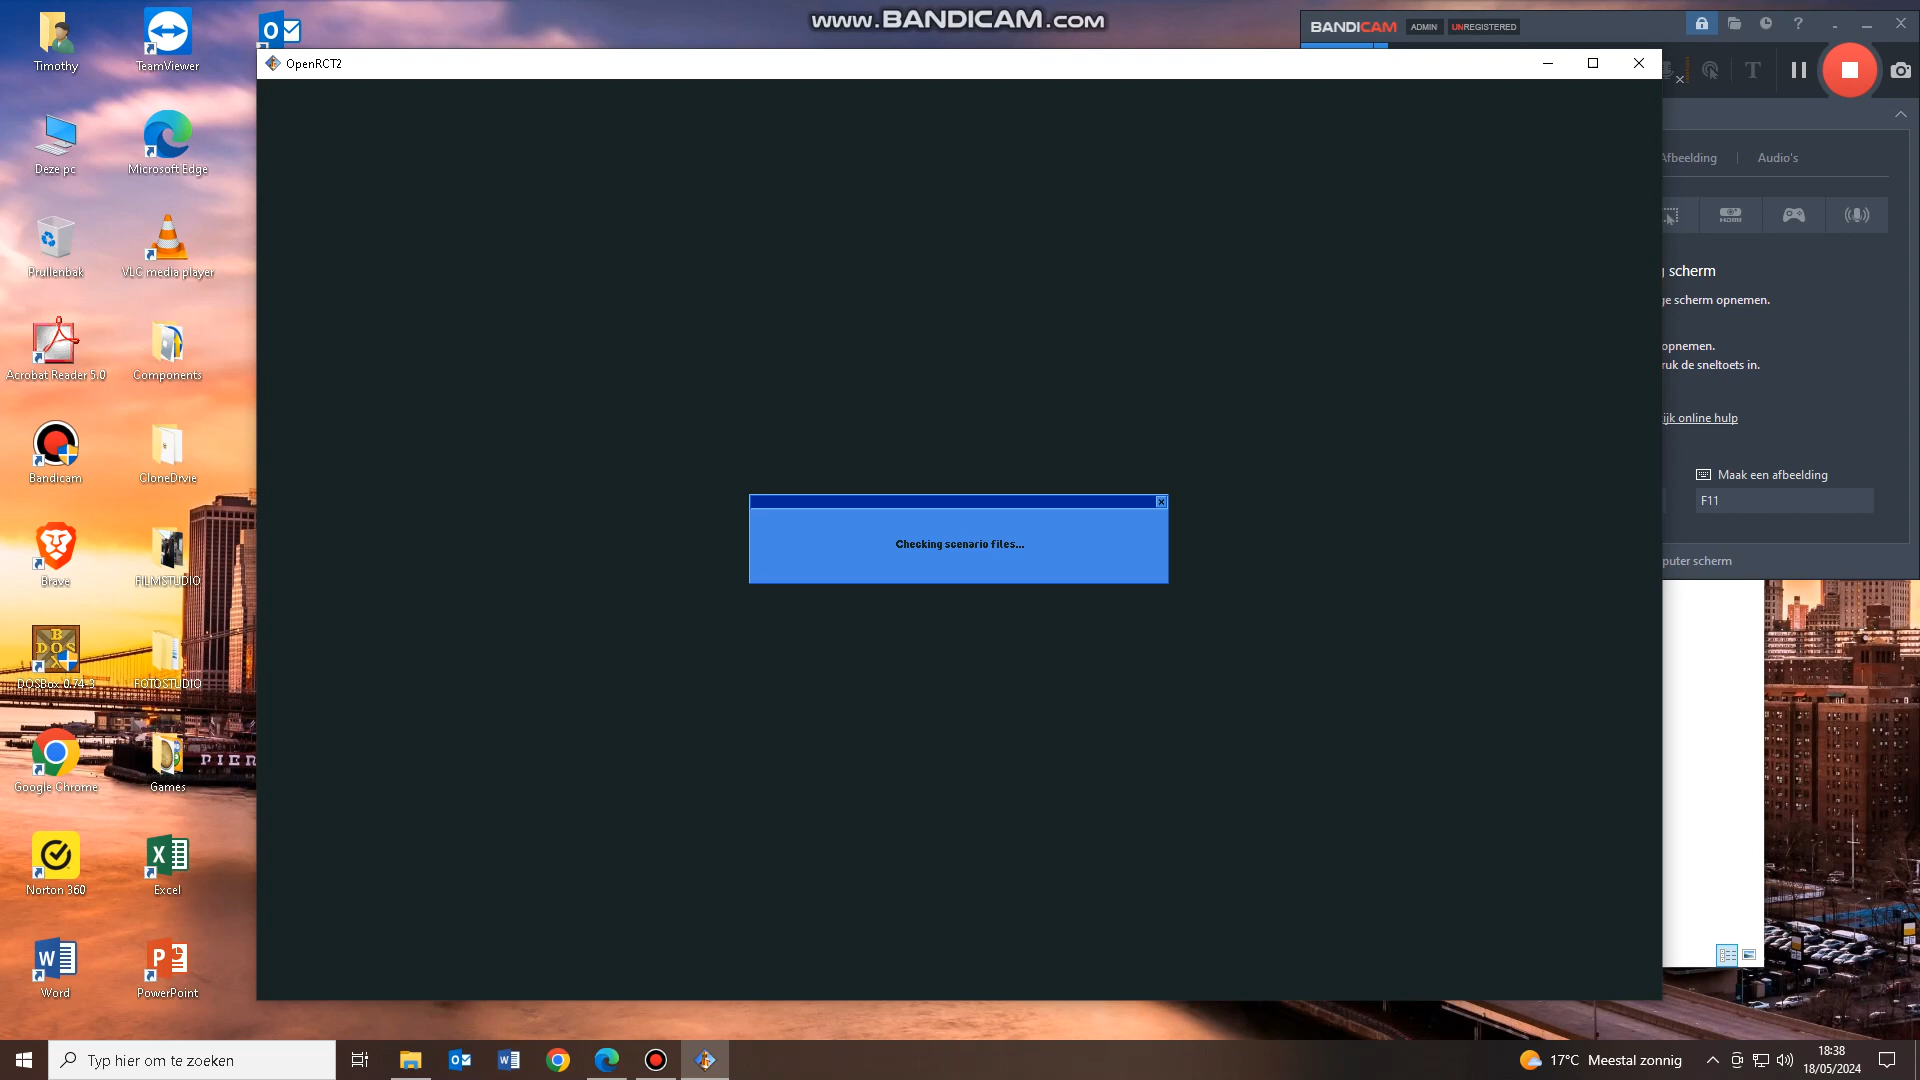 www.BANDICAM.com
BANDICAM
ADMIN
UNREGISTERED
OpenRCT2
Timothy
TeamViewer
Deze pc
Microsoft Edge
Prullenbak
VLC media player
Acrobat Reader 5.0
Components
Bandicam
CloneDrvie
Brave
FILMSTUDIO
DOSBox 0.74-3
FOTOSTUDIO
Google Chrome
Games
Norton 360
Excel
Word
PowerPoint
Checking scenario files...
Afbeelding
Audio's
scherm
ge scherm opnemen.
opnemen.
ruk de sneltoets in.
ijk online hulp
Maak een afbeelding
F11
puter scherm
PIER
Typ hier om te zoeken
17°C Meestal zonnig
18:38
18/05/2024